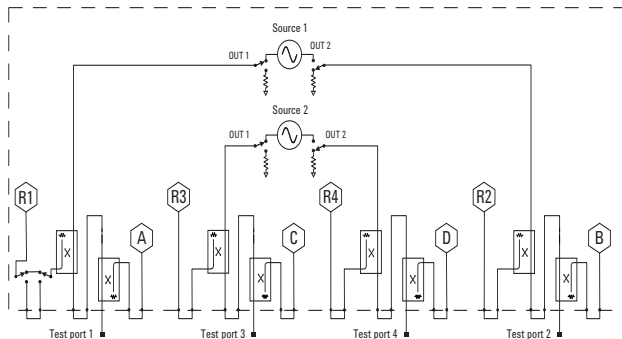 Source 1
OUT 1
OUT 2
Source 2
OUT 1
OUT 2
R1
R3
R4
R2
A
C
D
B
X
X
X
X
X
X
X
X
Test port 1
Test port 3
Test port 4
Test port 2